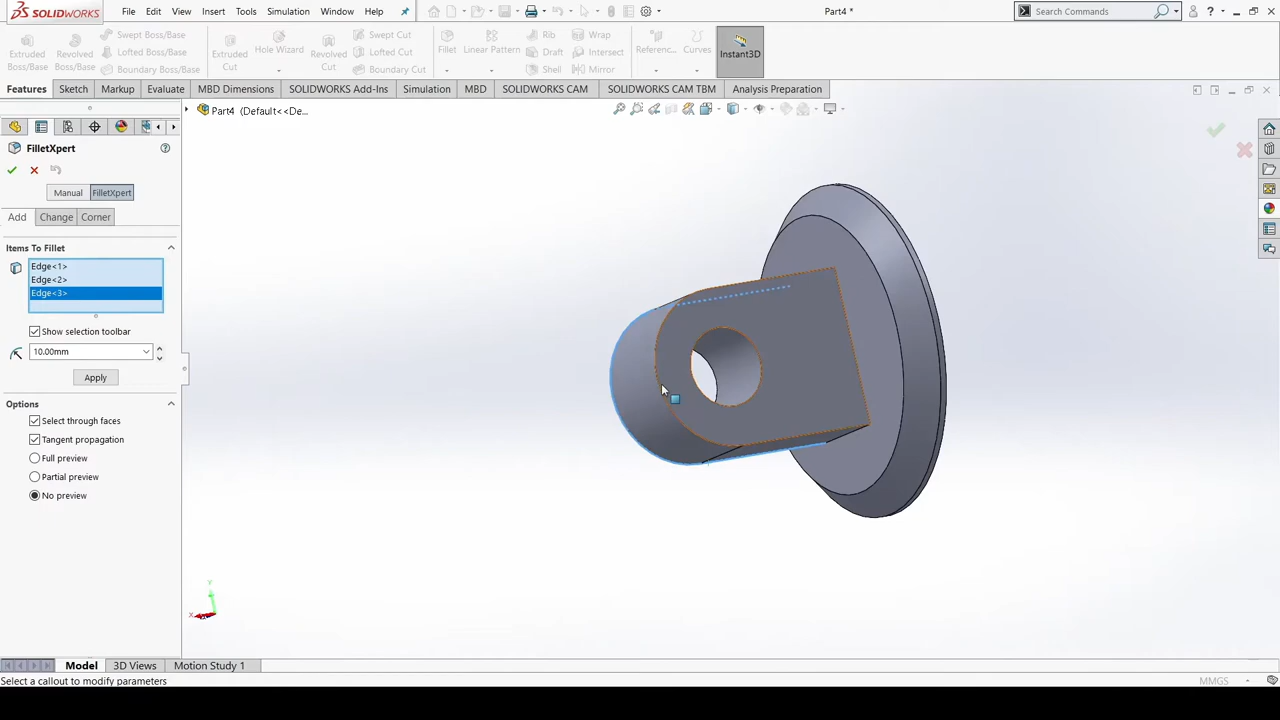 SOLIDWORKS File Edit View Insert Tools Simulation Window Help Part4 * Search Commands ?
Extruded Boss/Base
Revolved Boss/Base
Swept Boss/Base
Lofted Boss/Base
Boundary Boss/Base
Extruded Cut
Hole Wizard
Revolved Cut
Swept Cut
Lofted Cut
Boundary Cut
Fillet
Linear Pattern
Rib
Draft
Shell
Wrap
Intersect
Mirror
Referenc...
Curves
Instant3D
Features Sketch Markup Evaluate MBD Dimensions SOLIDWORKS Add-Ins Simulation MBD SOLIDWORKS CAM SOLIDWORKS CAM TBM Analysis Preparation
Part4 (Default<<De...
FilletXpert
Manual FilletXpert
Add Change Corner
Items To Fillet
Edge<1>
Edge<2>
Edge<3>
Show selection toolbar
10.00mm
Apply
Options
Select through faces
Tangent propagation
Full preview
Partial preview
No preview
Y
X
Model 3D Views Motion Study 1
Select a callout to modify parameters MMGS